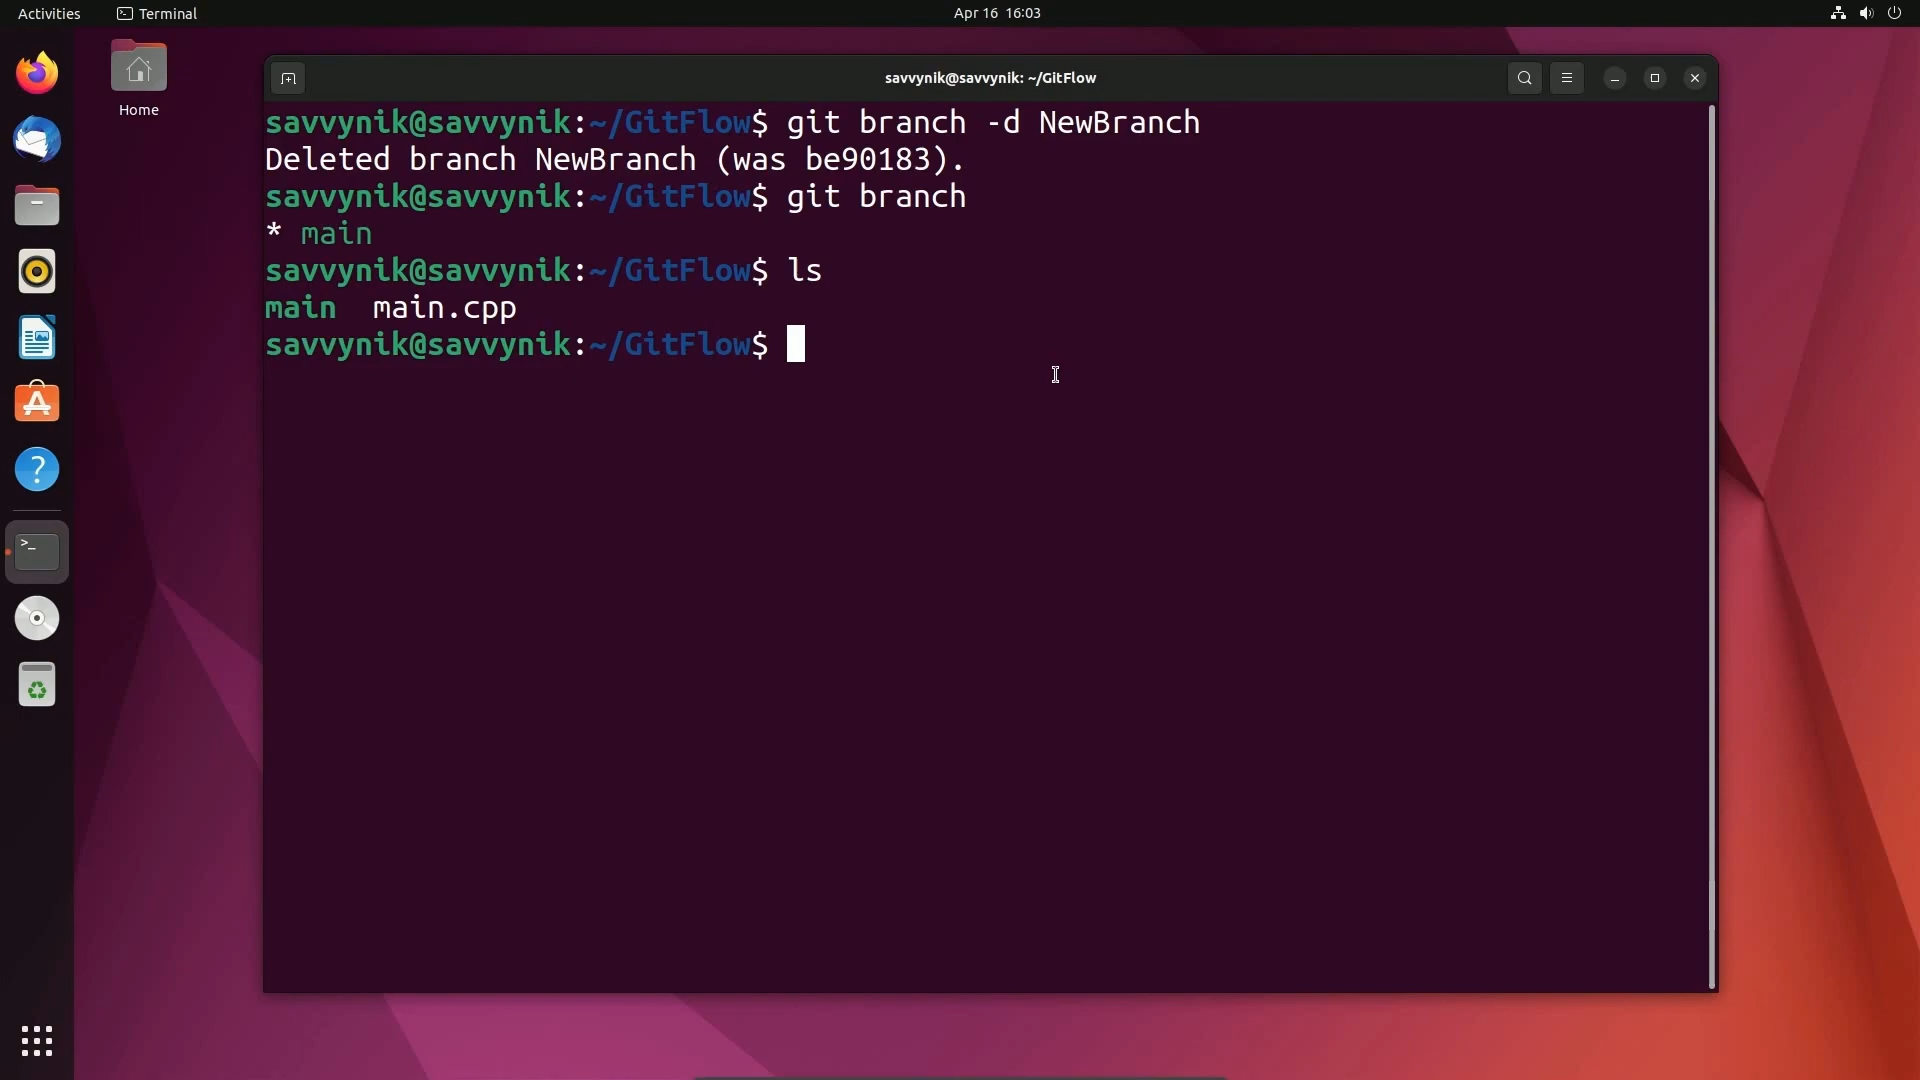 Activities Terminal Apr 16 16:03
Home
savvynik@savvynik: ~/GitFlow
savvynik@savvynik:~/GitFlow$ git branch -d NewBranch
Deleted branch NewBranch (was be90183).
savvynik@savvynik:~/GitFlow$ git branch
* main
savvynik@savvynik:~/GitFlow$ ls
main  main.cpp
savvynik@savvynik:~/GitFlow$